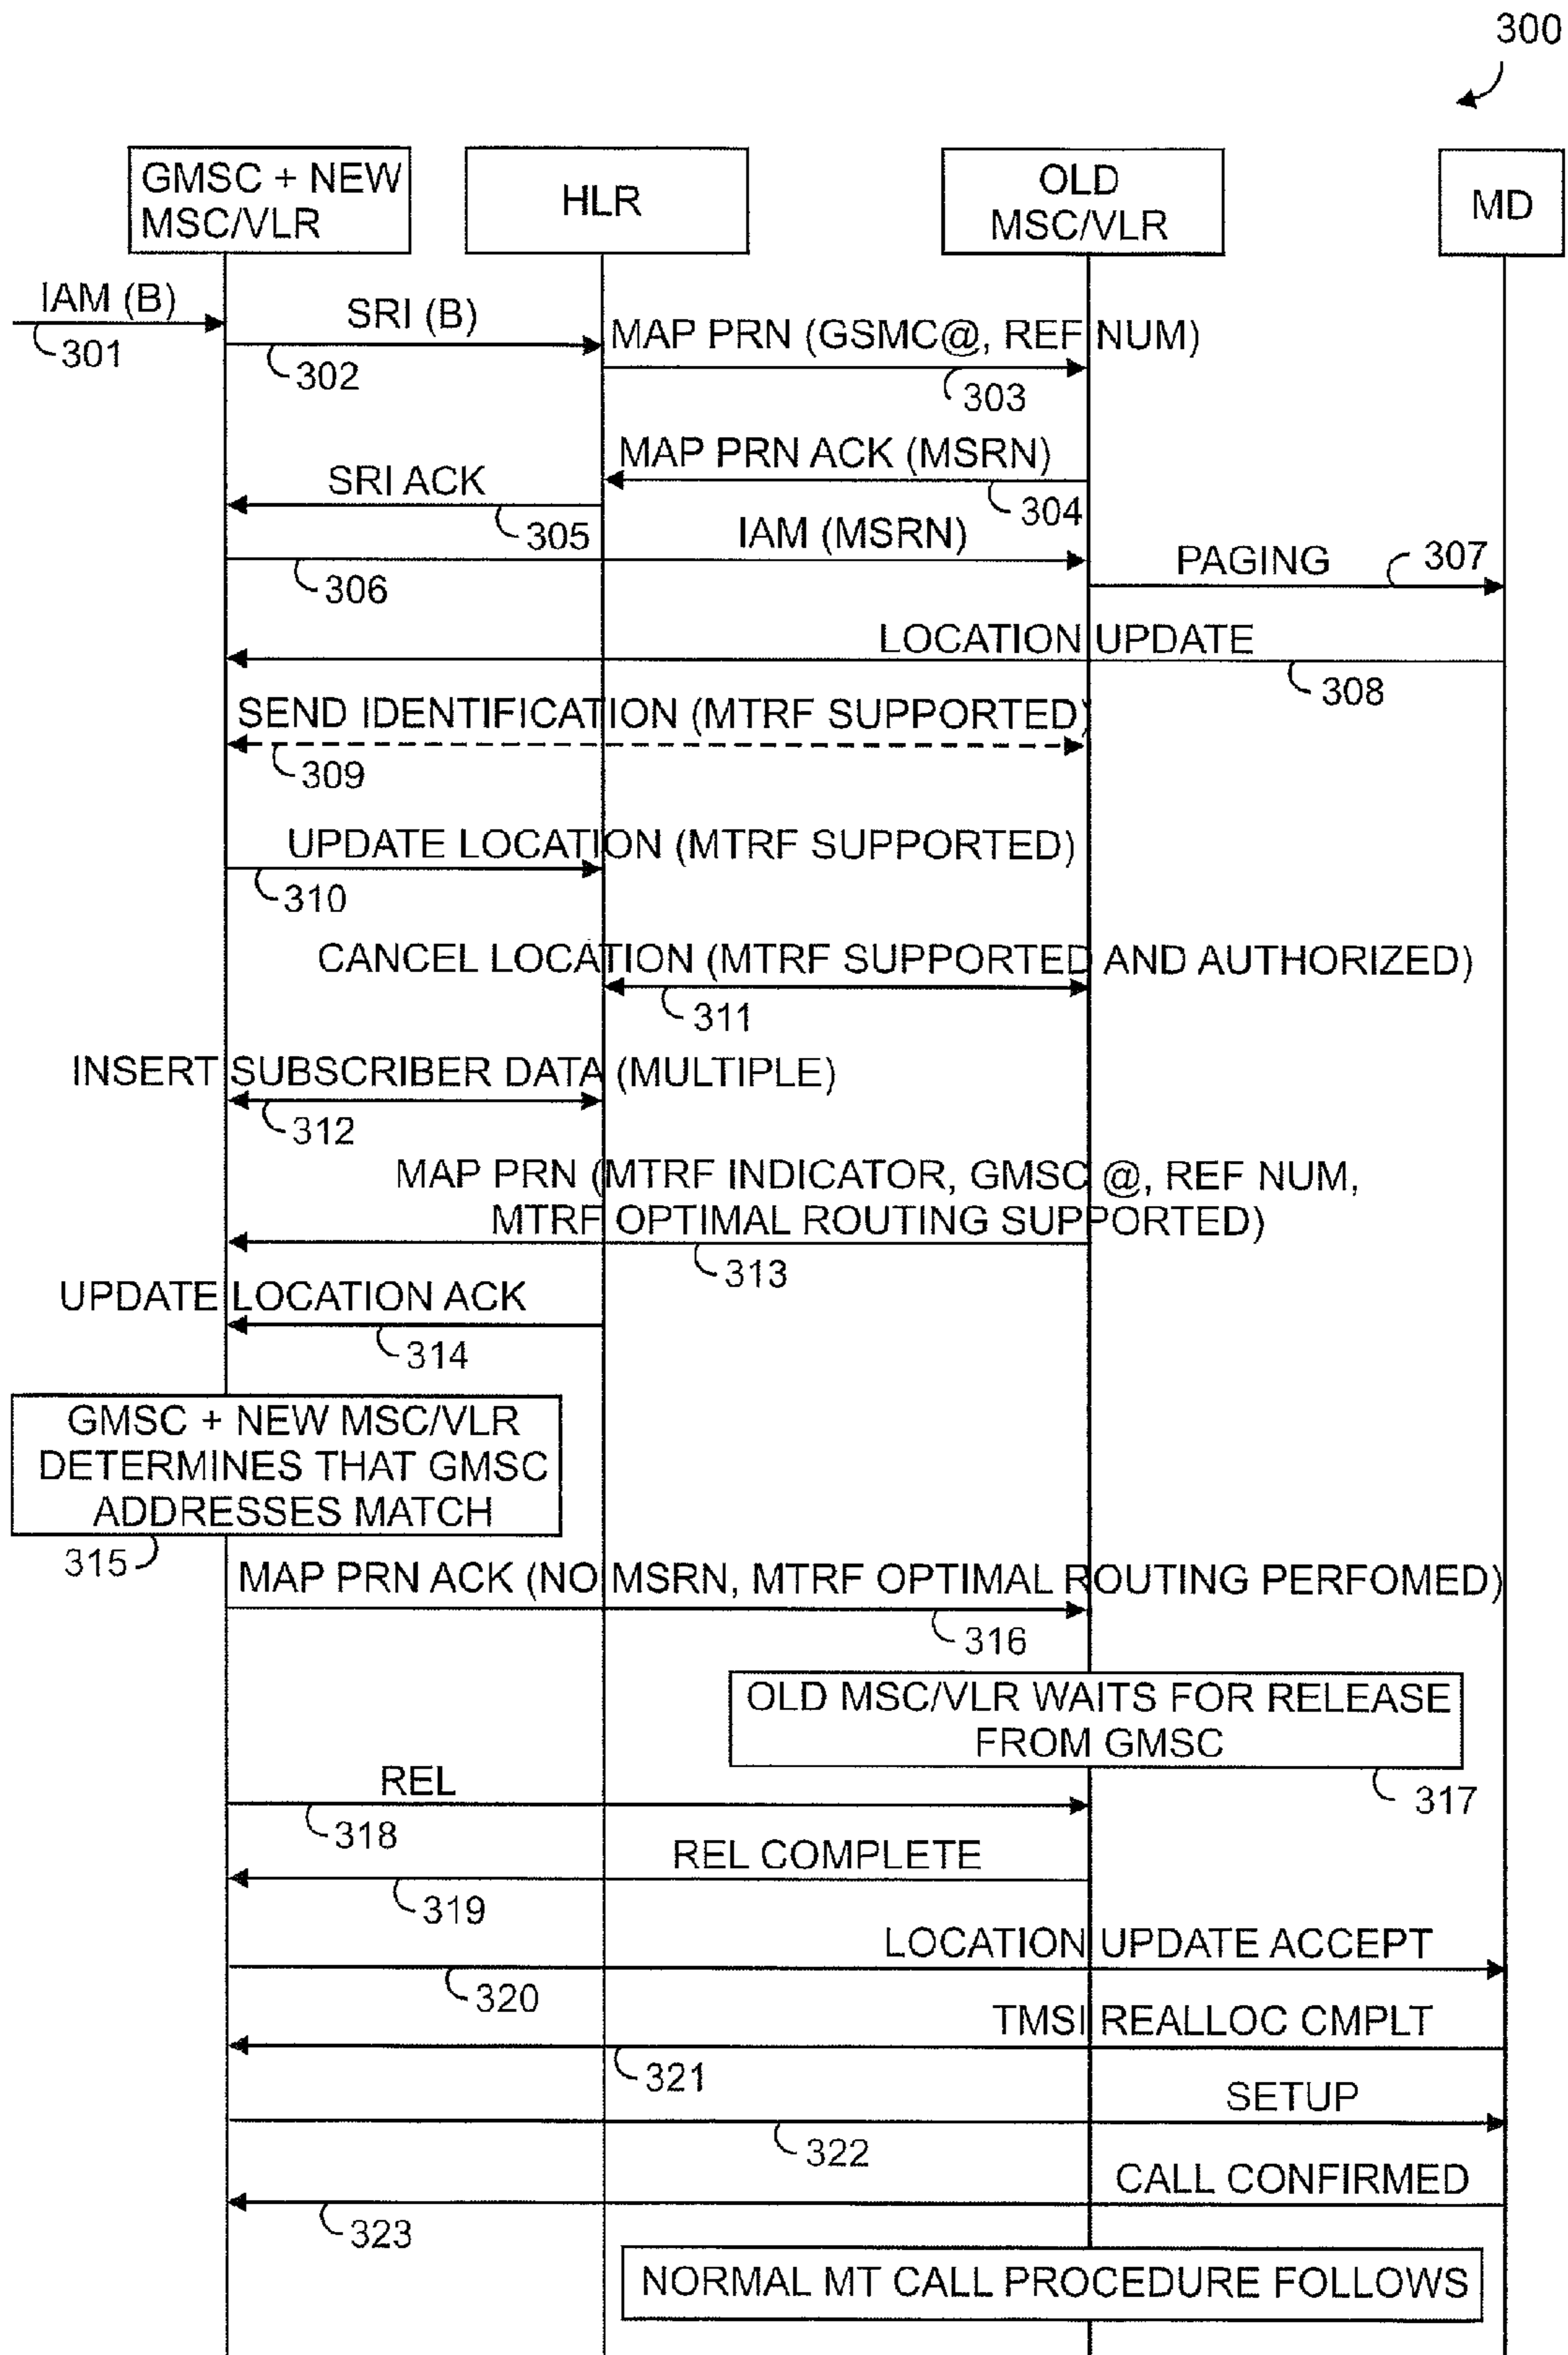 300
GMSC + NEW
MSC/VLR
HLR
OLD
MSC/VLR
MD
IAM (B)
301
SRI (B)
302
MAP PRN (GSMC@, REF NUM)
303
MAP PRN ACK (MSRN)
304
SRI ACK
305
IAM (MSRN)
306
PAGING
307
LOCATION UPDATE
308
SEND IDENTIFICATION (MTRF SUPPORTED)
309
UPDATE LOCATION (MTRF SUPPORTED)
310
CANCEL LOCATION (MTRF SUPPORTED AND AUTHORIZED)
311
INSERT SUBSCRIBER DATA (MULTIPLE)
312
MAP PRN (MTRF INDICATOR, GMSC @, REF NUM,
MTRF OPTIMAL ROUTING SUPPORTED)
313
UPDATE LOCATION ACK
314
GMSC + NEW MSC/VLR
DETERMINES THAT GMSC
ADDRESSES MATCH
315
MAP PRN ACK (NO MSRN, MTRF OPTIMAL ROUTING PERFOMED)
316
OLD MSC/VLR WAITS FOR RELEASE
FROM GMSC
317
REL
318
REL COMPLETE
319
LOCATION UPDATE ACCEPT
320
TMSI REALLOC CMPLT
321
SETUP
322
CALL CONFIRMED
323
NORMAL MT CALL PROCEDURE FOLLOWS